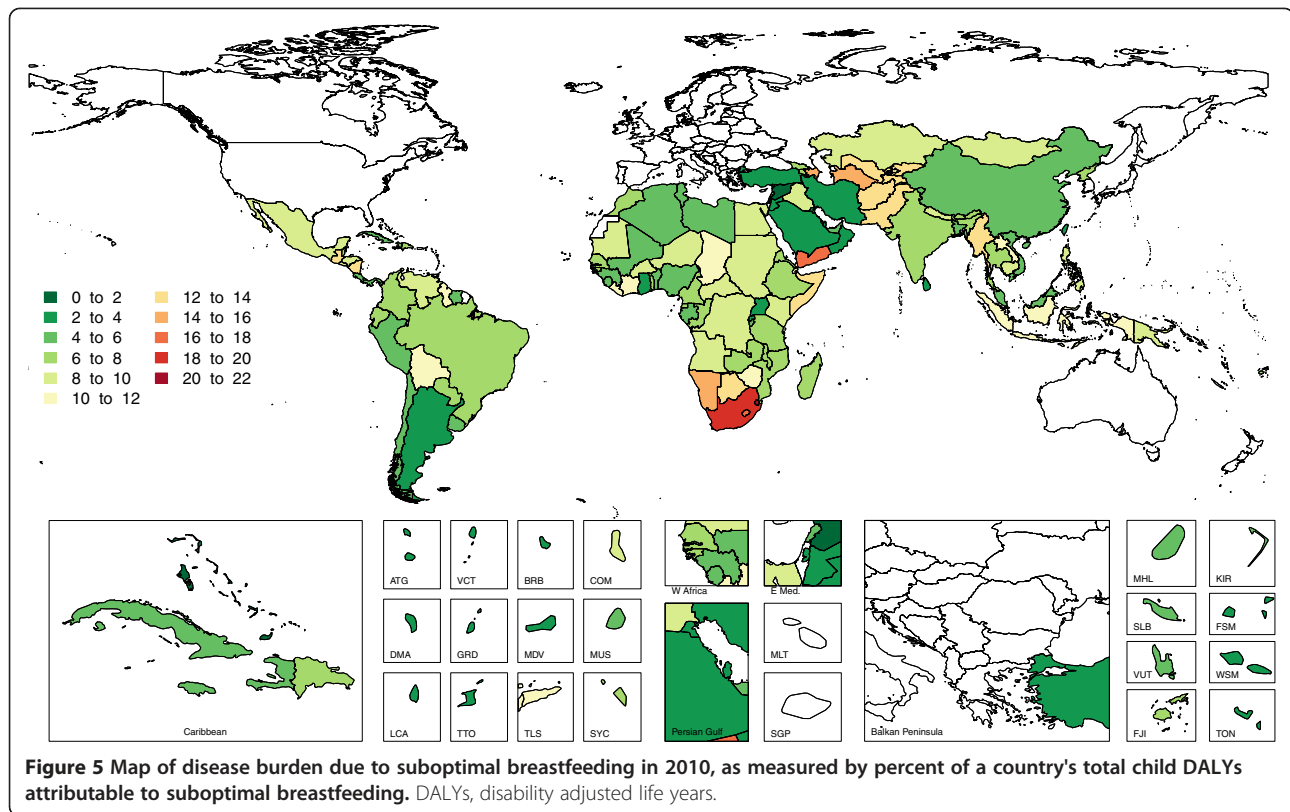 0 to 2
2 to 4
4 to 6
6 to 8
8 to 10
10 to 12
12 to 14
14 to 16
16 to 18
18 to 20
20 to 22
Caribbean
ATG
VCT
BRB
COM
DMA
GRD
MDV
MUS
LCA
TTO
TLS
SYC
W Africa
E Med.
Persian Gulf
MLT
SGP
Balkan Peninsula
MHL
KIR
SLB
FSM
VUT
WSM
FJI
TON
Figure 5 Map of disease burden due to suboptimal breastfeeding in 2010, as measured by percent of a country's total child DALYs
attributable to suboptimal breastfeeding. DALYs, disability adjusted life years.